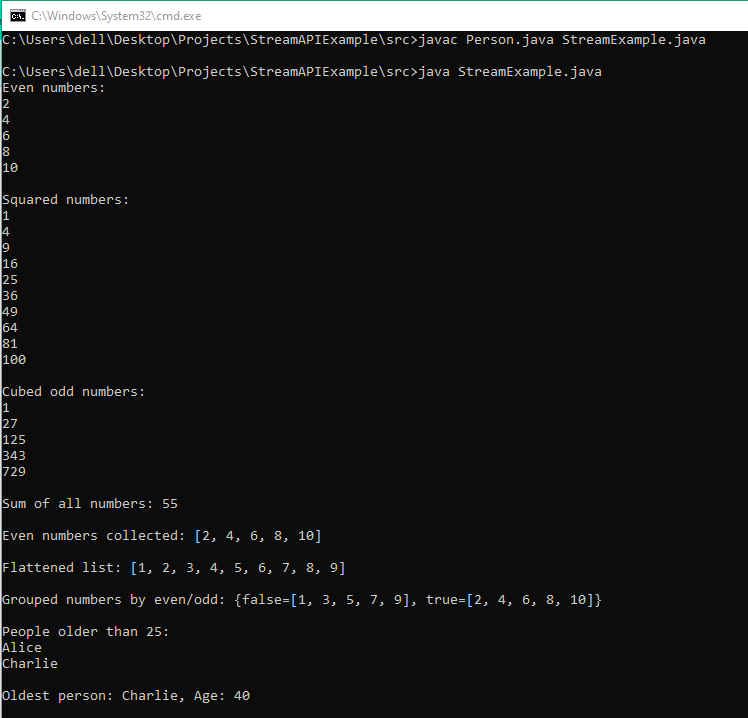 C:\Windows\System32\cmd.exe
C:\Users\dell\Desktop\Projects\StreamAPIExample\src>javac Person.java StreamExample.java
C:\Users\dell\Desktop\Projects\StreamAPIExample\src>java StreamExample.java
Even numbers:
2
4
6
8
10
Squared numbers:
1
4
9
16
25
36
49
64
81
100
Cubed odd numbers:
1
27
125
343
729
Sum of all numbers: 55
Even numbers collected: [2, 4, 6, 8, 10]
Flattened list: [1, 2, 3, 4, 5, 6, 7, 8, 9]
Grouped numbers by even/odd: {false=[1, 3, 5, 7, 9], true=[2, 4, 6, 8, 10]}
People older than 25:
Alice
Charlie
Oldest person: Charlie, Age: 40